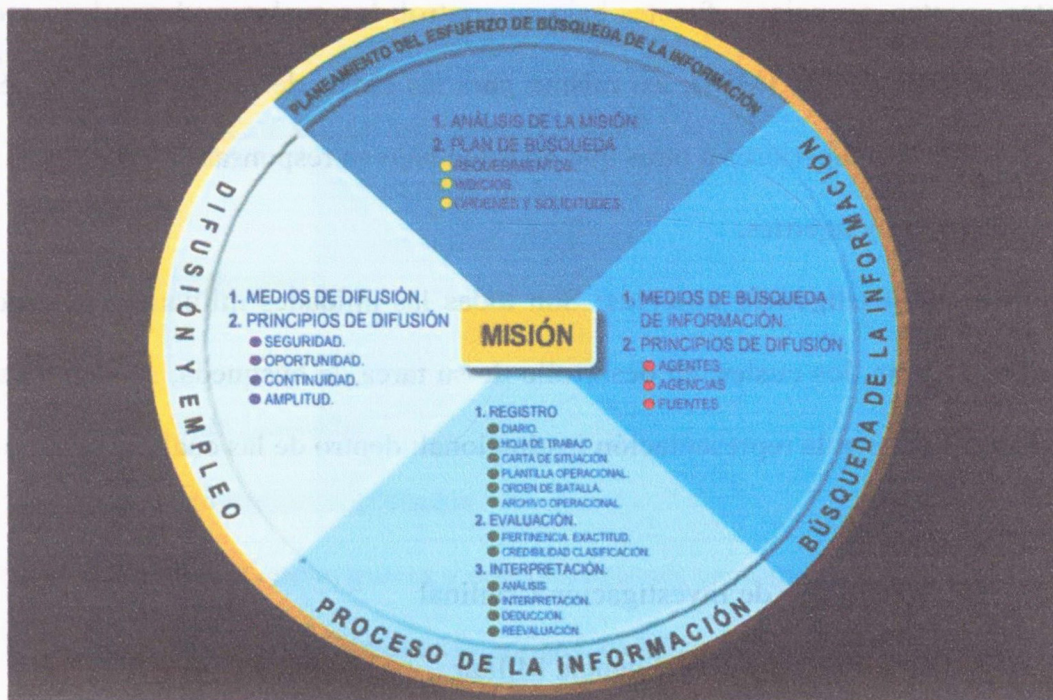 PLANEAMIENTO DEL ESFUERZO DE BÚSQUEDA DE LA INFORMACIÓN
1. ANÁLISIS DE LA MISIÓN
2. PLAN DE BÚSQUEDA
REQUERIMIENTOS.
INDICIOS.
ÓRDENES Y SOLICITUDES.
BÚSQUEDA DE LA INFORMACIÓN
1. MEDIOS DE BÚSQUEDA
DE INFORMACIÓN.
2. PRINCIPIOS DE DIFUSIÓN
AGENTES
AGENCIAS
FUENTES
MISIÓN
PROCESO DE LA INFORMACIÓN
1. REGISTRO
DIARIO.
HOJA DE TRABAJO
CARTA DE SITUACIÓN.
PLANTILLA OPERACIONAL.
ORDEN DE BATALLA.
ARCHIVO OPERACIONAL.
2. EVALUACIÓN.
PERTINENCIA EXACTITUD.
CREDIBILIDAD CLASIFICACIÓN.
3. INTERPRETACIÓN.
ANÁLISIS
INTERPRETACIÓN.
DEDUCCIÓN.
REEVALUACIÓN.
DIFUSIÓN Y EMPLEO
1. MEDIOS DE DIFUSIÓN.
2. PRINCIPIOS DE DIFUSIÓN
SEGURIDAD.
OPORTUNIDAD.
CONTINUIDAD.
AMPLITUD.